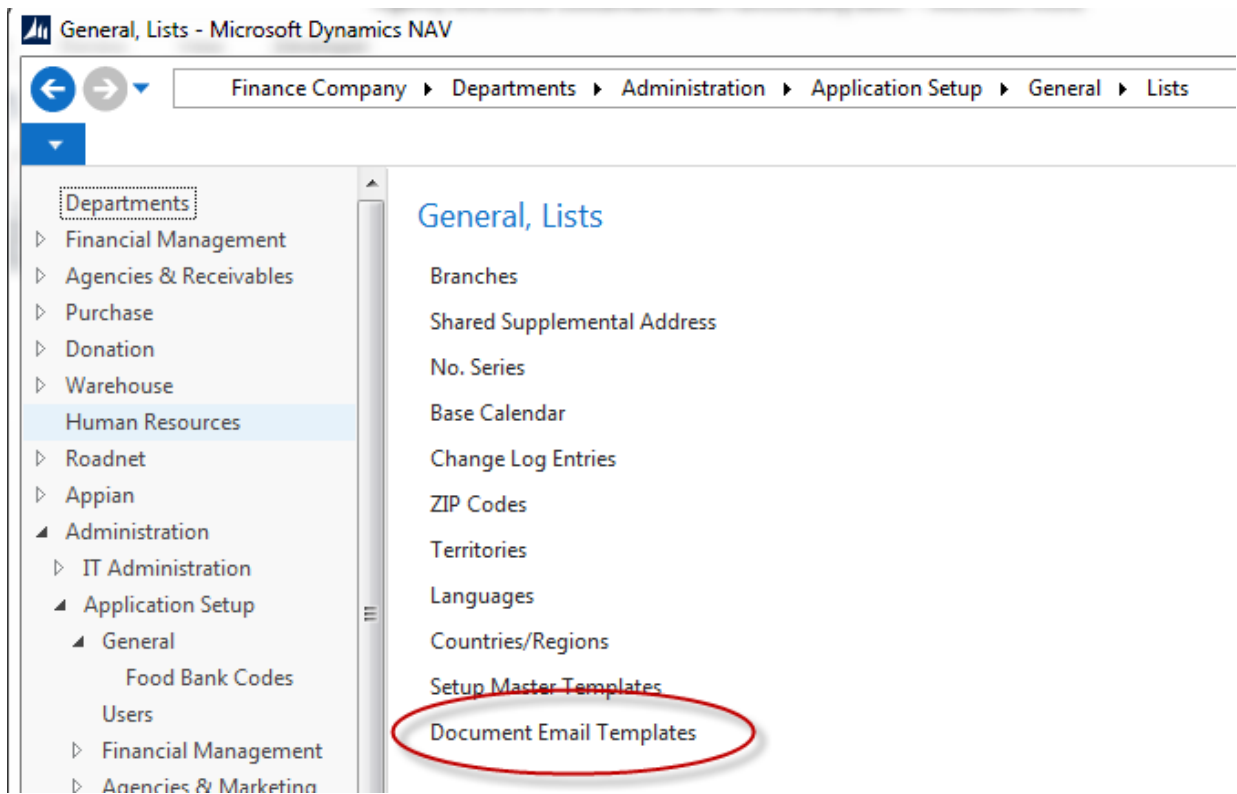 General, Lists - Microsoft Dynamics NAV
Finance Company ▸ Departments ▸ Administration ▸ Application Setup ▸ General ▸ Lists
Departments
Financial Management
Agencies & Receivables
Purchase
Donation
Warehouse
Human Resources
Roadnet
Appian
Administration
IT Administration
Application Setup
General
Food Bank Codes
Users
Financial Management
Agencies & Marketing
General, Lists
Branches
Shared Supplemental Address
No. Series
Base Calendar
Change Log Entries
ZIP Codes
Territories
Languages
Countries/Regions
Setup Master Templates
Document Email Templates